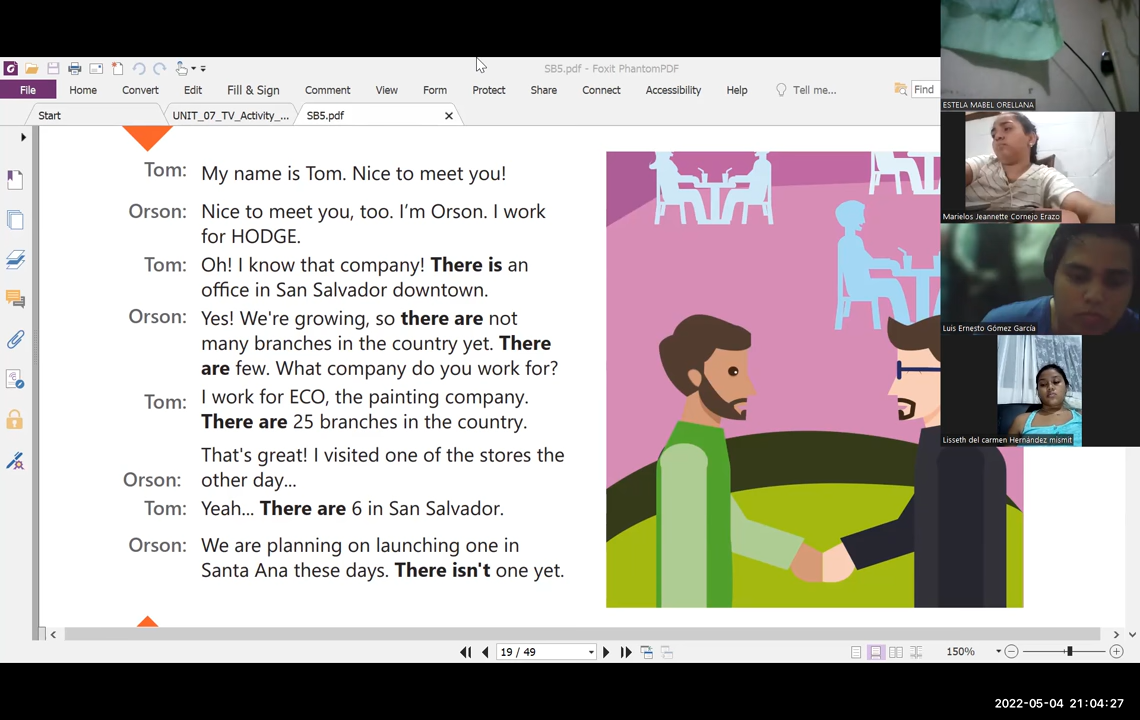 SB5.pdf - Foxit PhantomPDF
File Home Convert Edit Fill & Sign Comment View Form Protect Share Connect Accessibility Help Tell me... Find
Start UNIT_07_TV_Activity_... SB5.pdf
Tom: My name is Tom. Nice to meet you!
Orson: Nice to meet you, too. I'm Orson. I work
for HODGE.
Tom: Oh! I know that company! There is an
office in San Salvador downtown.
Orson: Yes! We're growing, so there are not
many branches in the country yet. There
are few. What company do you work for?
Tom: I work for ECO, the painting company.
There are 25 branches in the country.
That's great! I visited one of the stores the
Orson: other day...
Tom: Yeah... There are 6 in San Salvador.
Orson: We are planning on launching one in
Santa Ana these days. There isn't one yet.
19 / 49
150%
ESTELA MABEL ORELLANA
Marielos Jeannette Cornejo Erazo
Luis Ernesto Gómez García
Lisseth del carmen Hernández mismit
2022-05-04 21:04:27